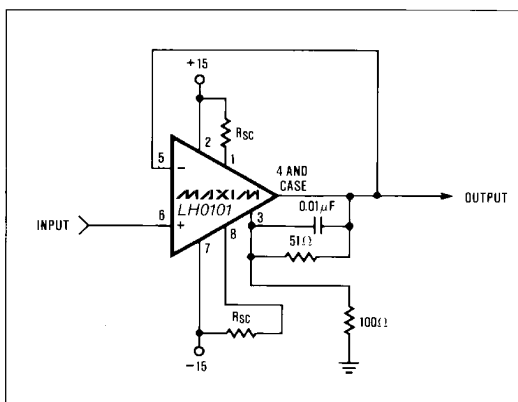 +15
RSC
2
1
5
−
4 AND
CASE
MAXIM
LH0101
0.01μF
OUTPUT
INPUT
6
+
3
8
7
51Ω
RSC
100Ω
−15